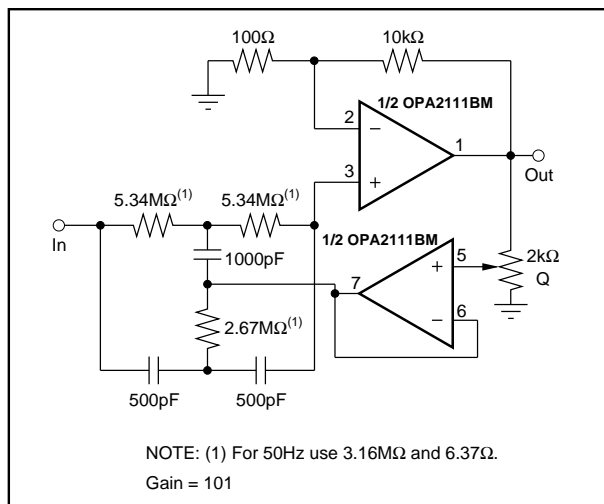 100Ω
10kΩ
1/2 OPA2111BM
2
–
1
3
+
Out
5.34MΩ(1)
5.34MΩ(1)
In
1/2 OPA2111BM
1000pF
7
+
5
2kΩ
Q
–
6
2.67MΩ(1)
500pF
500pF
NOTE: (1) For 50Hz use 3.16MΩ and 6.37Ω.
Gain = 101